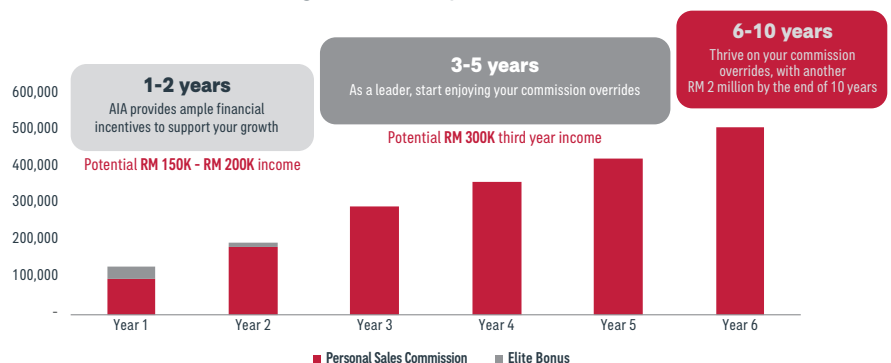 1-2 years
AIA provides ample financial
incentives to support your growth
Potential RM 150K - RM 200K income
3-5 years
As a leader, start enjoying your commission overrides
Potential RM 300K third year income
6-10 years
Thrive on your commission
overrides, with another
RM 2 million by the end of 10 years
600,000
500,000
400,000
300,000
200,000
100,000
-
Year 1
Year 2
Year 3
Year 4
Year 5
Year 6
Personal Sales Commission
Elite Bonus